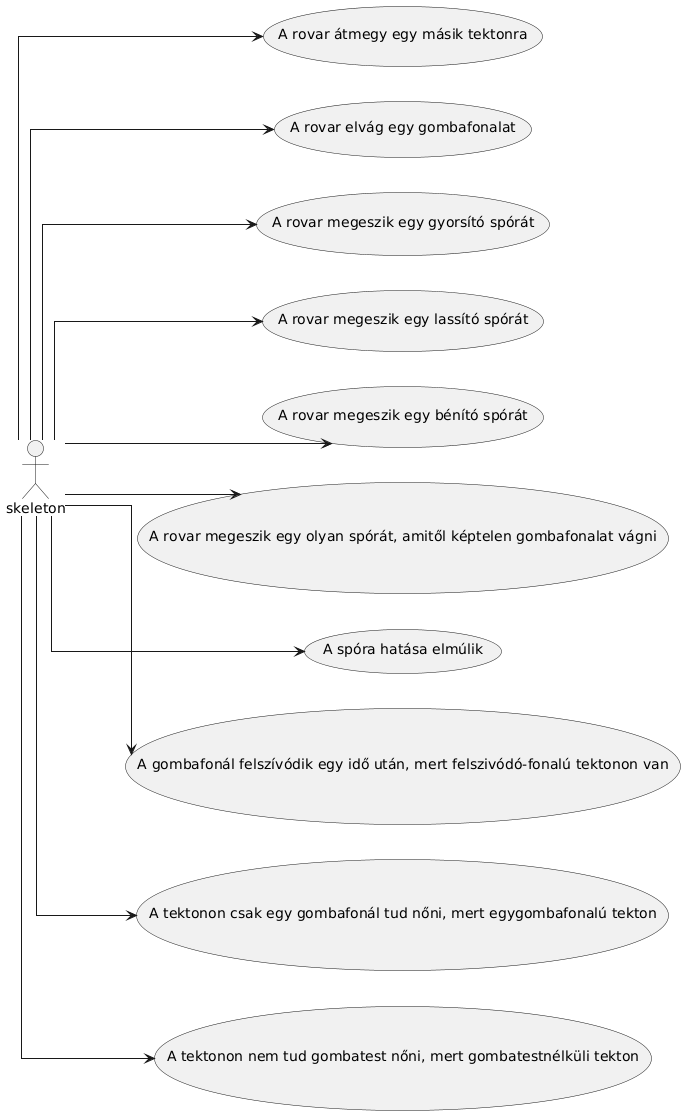 A rovar átmegy egy másik tektonra
A rovar elvág egy gombafonalat
A rovar megeszik egy gyorsító spórát
A rovar megeszik egy lassító spórát
A rovar megeszik egy bénító spórát
skeleton
A rovar megeszik egy olyan spórát, amitől képtelen gombafonalat vágni
A spóra hatása elmúlik
A gombafonál felszívódik egy idő után, mert felszivódó-fonalú tektonon van
A tektonon csak egy gombafonál tud nőni, mert egygombafonalú tekton
A tektonon nem tud gombatest nőni, mert gombatestnélküli tekton